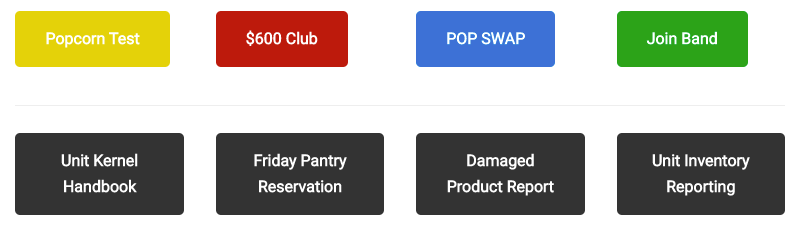 Popcorn Test
$600 Club
POP SWAP
Join Band
Unit Kernel
Handbook
Friday Pantry
Reservation
Damaged
Product Report
Unit Inventory
Reporting